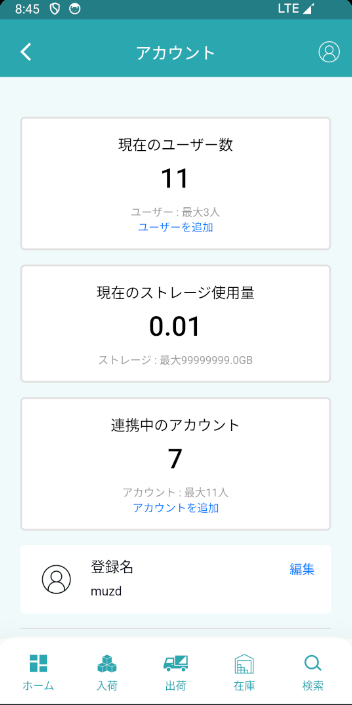 8:45
LTE
アカウント
現在のユーザー数
11
ユーザー : 最大3人
ユーザーを追加
現在のストレージ使用量
0.01
ストレージ : 最大99999999.0GB
連携中のアカウント
7
アカウント : 最大11人
アカウントを追加
登録名
編集
muzd
ホーム
入荷
出荷
在庫
検索